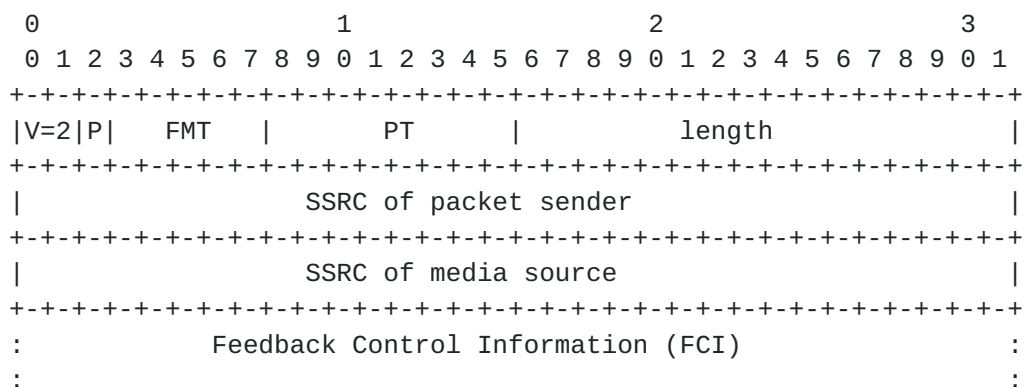 0                   1                   2                   3
 0 1 2 3 4 5 6 7 8 9 0 1 2 3 4 5 6 7 8 9 0 1 2 3 4 5 6 7 8 9 0 1
+-+-+-+-+-+-+-+-+-+-+-+-+-+-+-+-+-+-+-+-+-+-+-+-+-+-+-+-+-+-+-+-+
|V=2|P|   FMT   |       PT      |          length               |
+-+-+-+-+-+-+-+-+-+-+-+-+-+-+-+-+-+-+-+-+-+-+-+-+-+-+-+-+-+-+-+-+
|                  SSRC of packet sender                        |
+-+-+-+-+-+-+-+-+-+-+-+-+-+-+-+-+-+-+-+-+-+-+-+-+-+-+-+-+-+-+-+-+
|                  SSRC of media source                         |
+-+-+-+-+-+-+-+-+-+-+-+-+-+-+-+-+-+-+-+-+-+-+-+-+-+-+-+-+-+-+-+-+
:            Feedback Control Information (FCI)                 :
:                                                               :